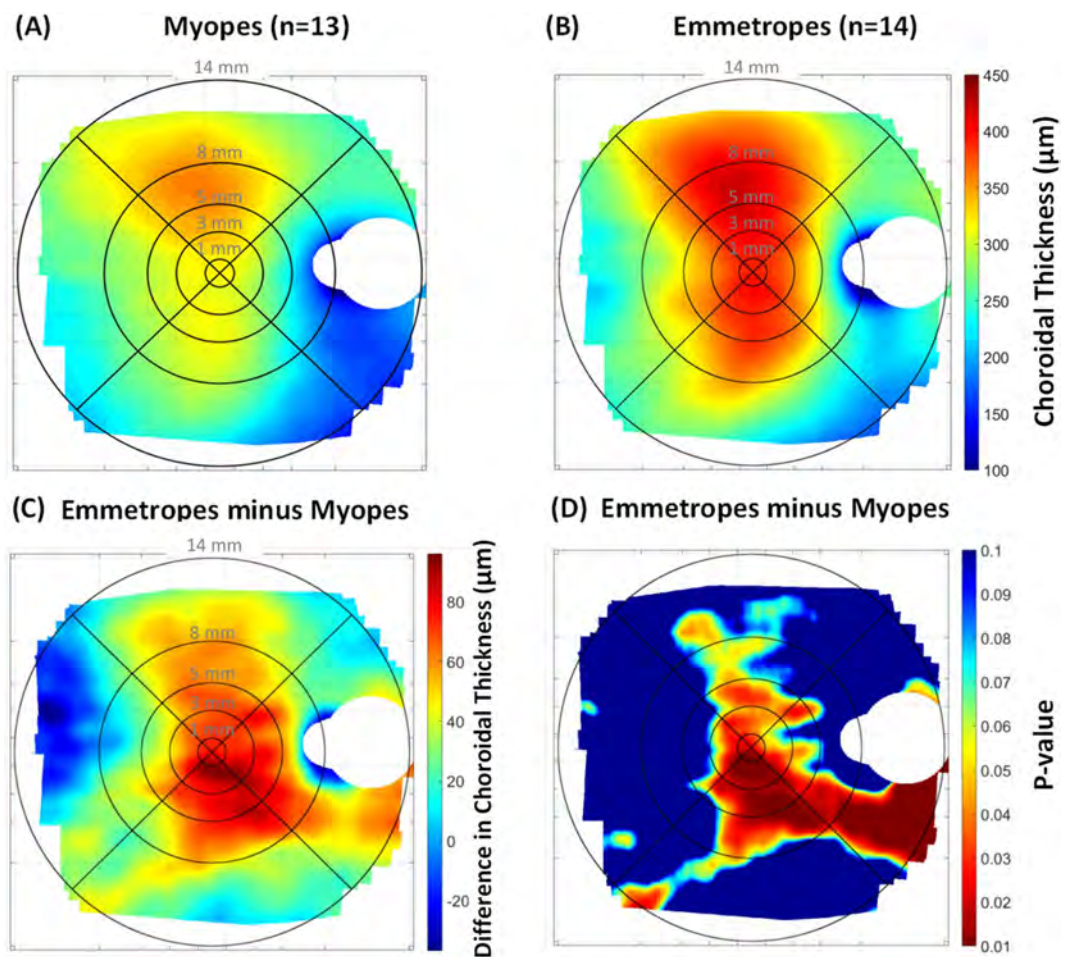 (A) Myopes (n=13)
14 mm
8 mm
5 mm
3 mm
1 mm
(B) Emmetropes (n=14)
14 mm
8 mm
5 mm
3 mm
1 mm
450
400
350
300
250
200
150
100
Choroidal Thickness (µm)
(C) Emmetropes minus Myopes
14 mm
8 mm
5 mm
3 mm
1 mm
80
60
40
20
0
-20
Difference in Choroidal Thickness (µm)
(D) Emmetropes minus Myopes
0.1
0.09
0.08
0.07
0.06
0.05
0.04
0.03
0.02
0.01
P-value